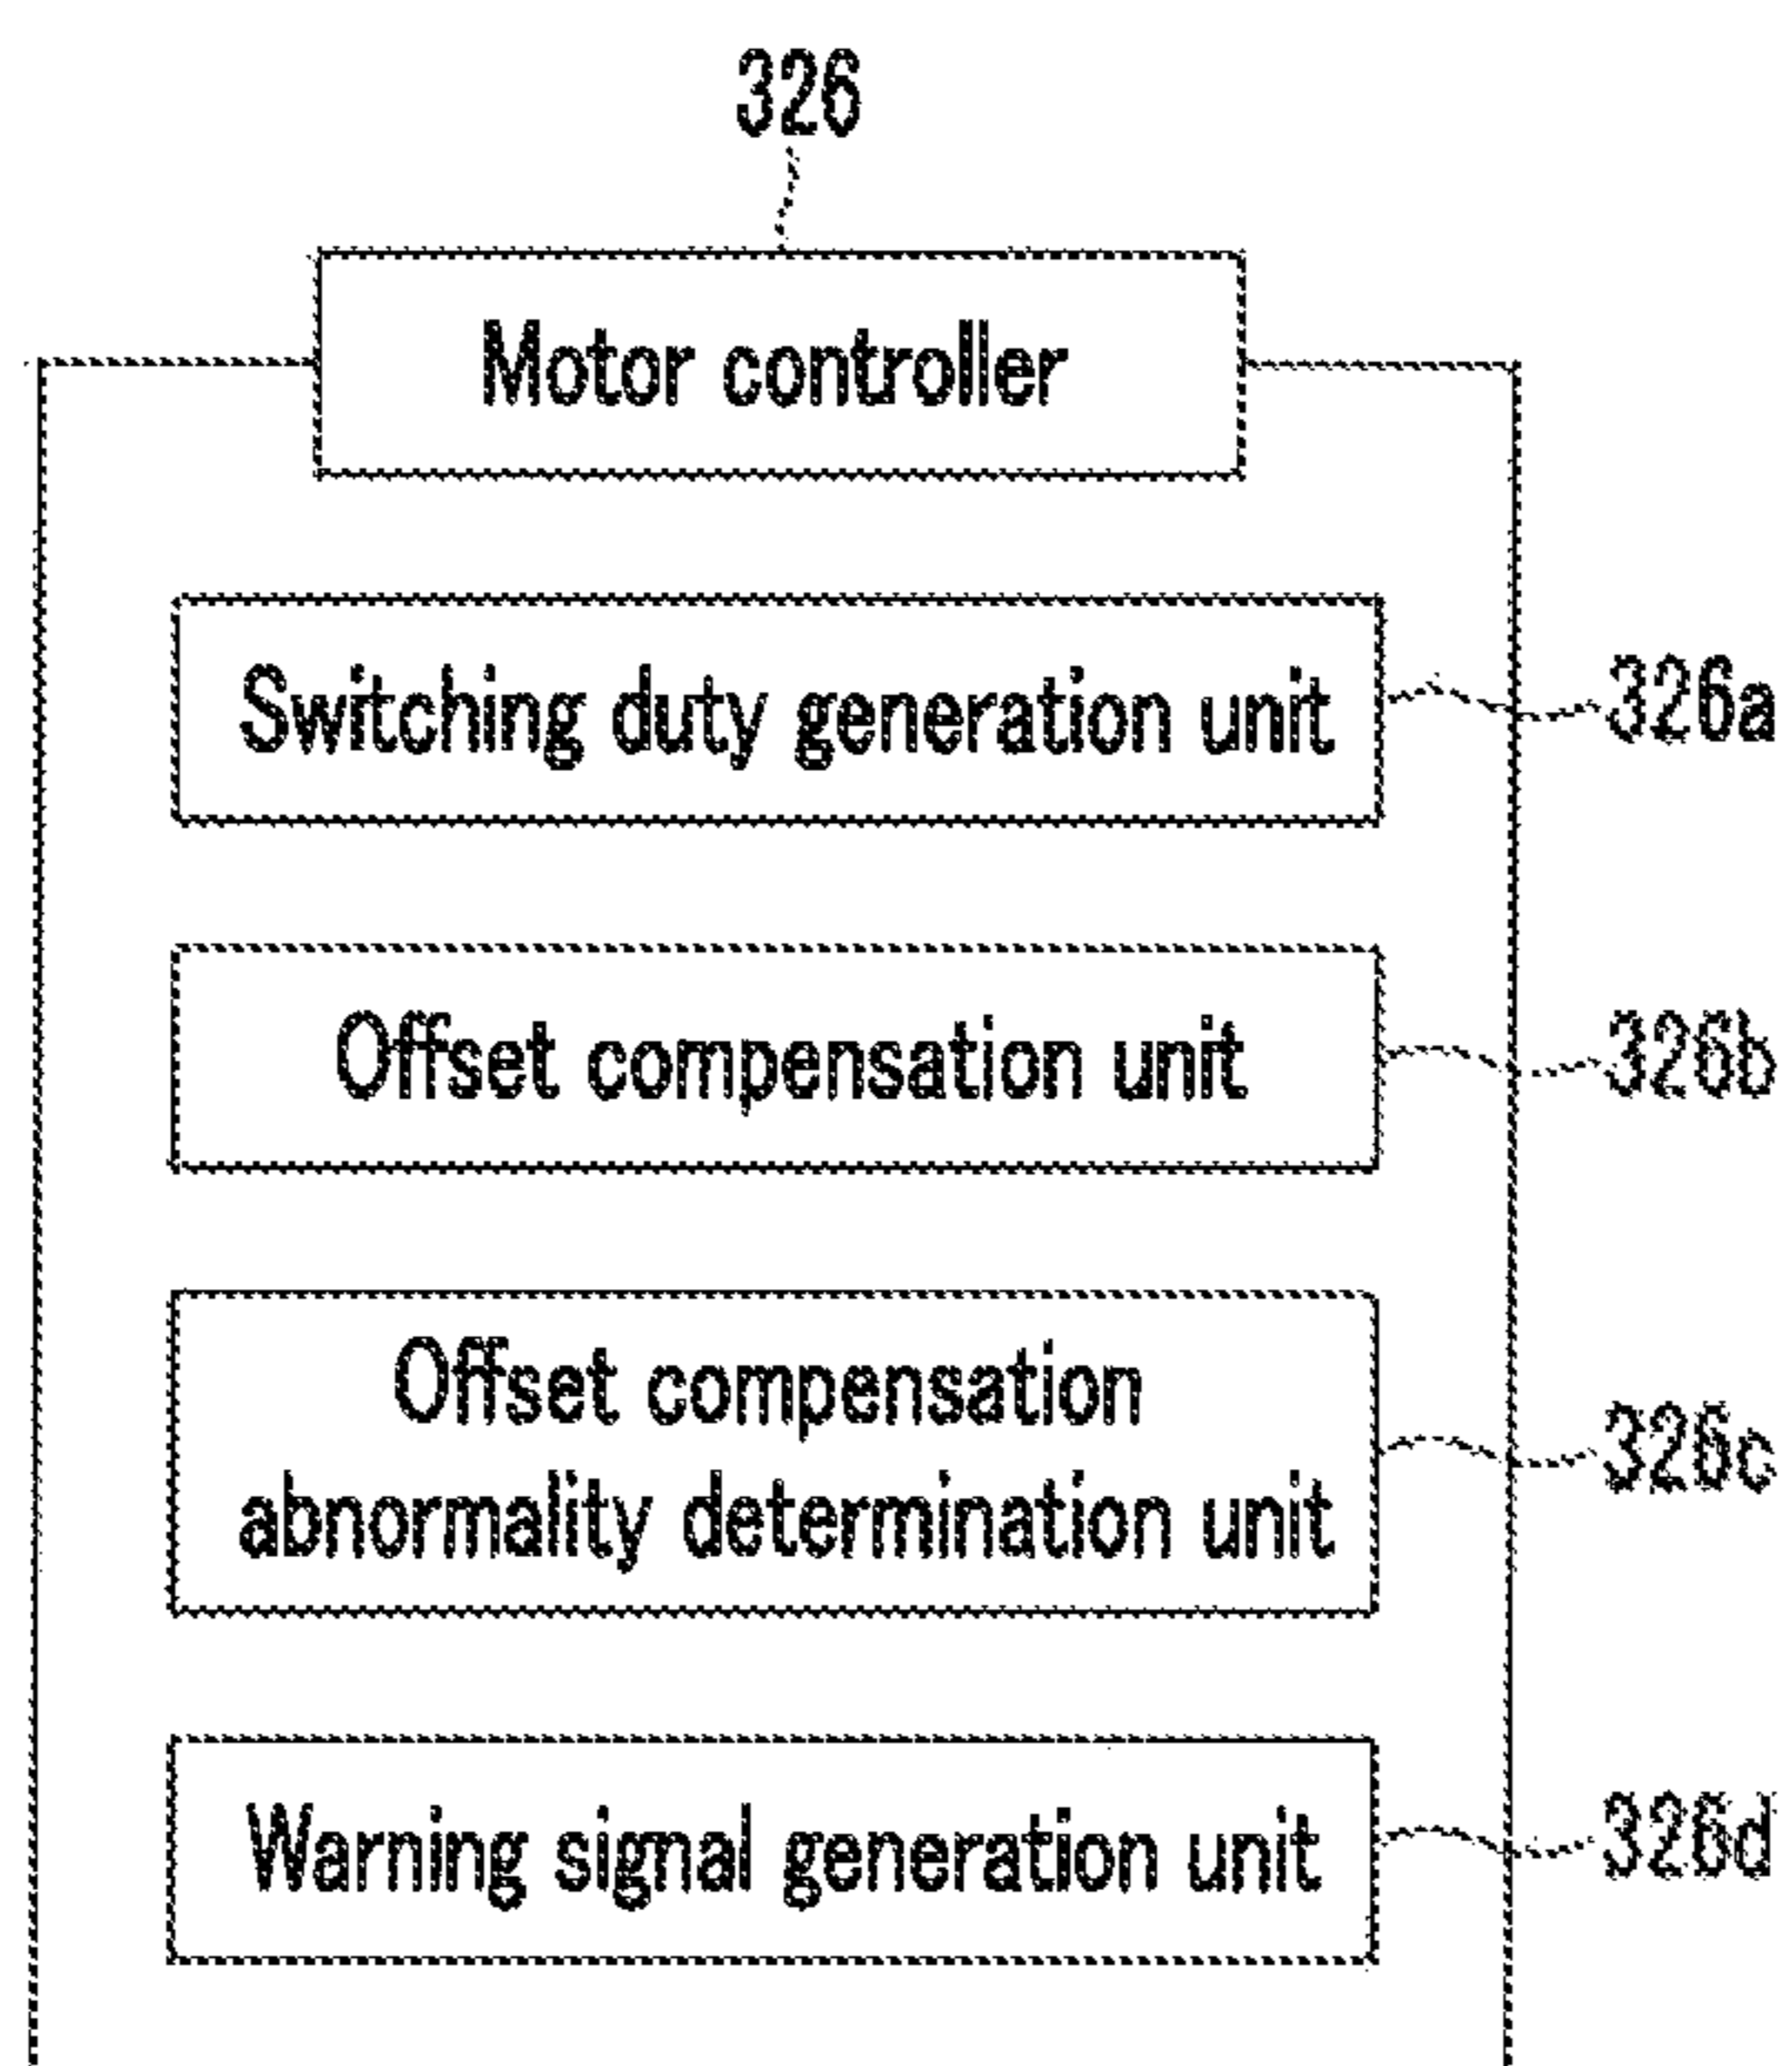 326
Motor controller
Switching duty generation unit
326a
Offset compensation unit
326b
Offset compensation
abnormality determination unit
326c
Warning signal generation unit
326d